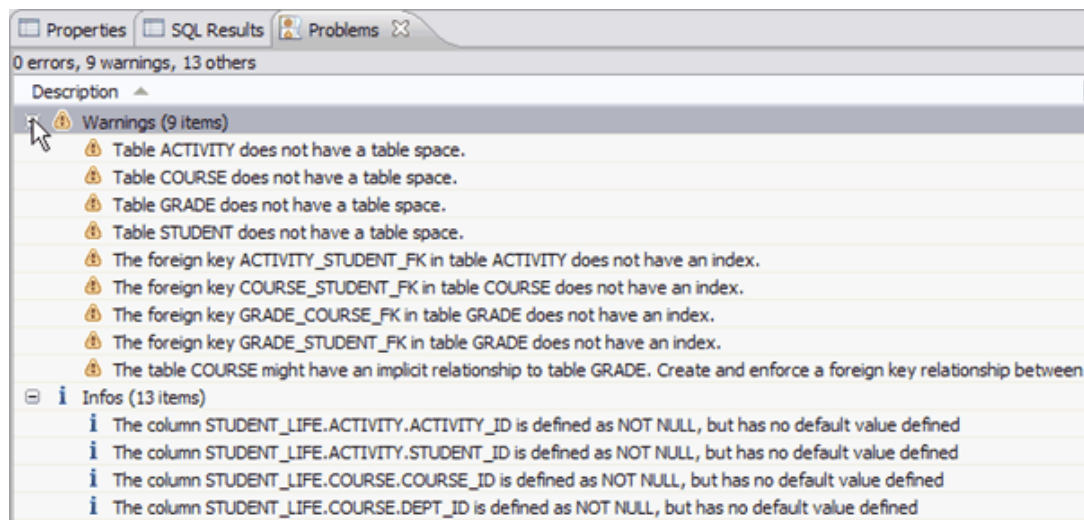 Properties SQL Results Problems
0 errors, 9 warnings, 13 others
Description
Warnings (9 items)
Table ACTIVITY does not have a table space.
Table COURSE does not have a table space.
Table GRADE does not have a table space.
Table STUDENT does not have a table space.
The foreign key ACTIVITY_STUDENT_FK in table ACTIVITY does not have an index.
The foreign key COURSE_STUDENT_FK in table COURSE does not have an index.
The foreign key GRADE_COURSE_FK in table GRADE does not have an index.
The foreign key GRADE_STUDENT_FK in table GRADE does not have an index.
The table COURSE might have an implicit relationship to table GRADE. Create and enforce a foreign key relationship between
Infos (13 items)
The column STUDENT_LIFE.ACTIVITY.ACTIVITY_ID is defined as NOT NULL, but has no default value defined
The column STUDENT_LIFE.ACTIVITY.STUDENT_ID is defined as NOT NULL, but has no default value defined
The column STUDENT_LIFE.COURSE.COURSE_ID is defined as NOT NULL, but has no default value defined
The column STUDENT_LIFE.COURSE.DEPT_ID is defined as NOT NULL, but has no default value defined